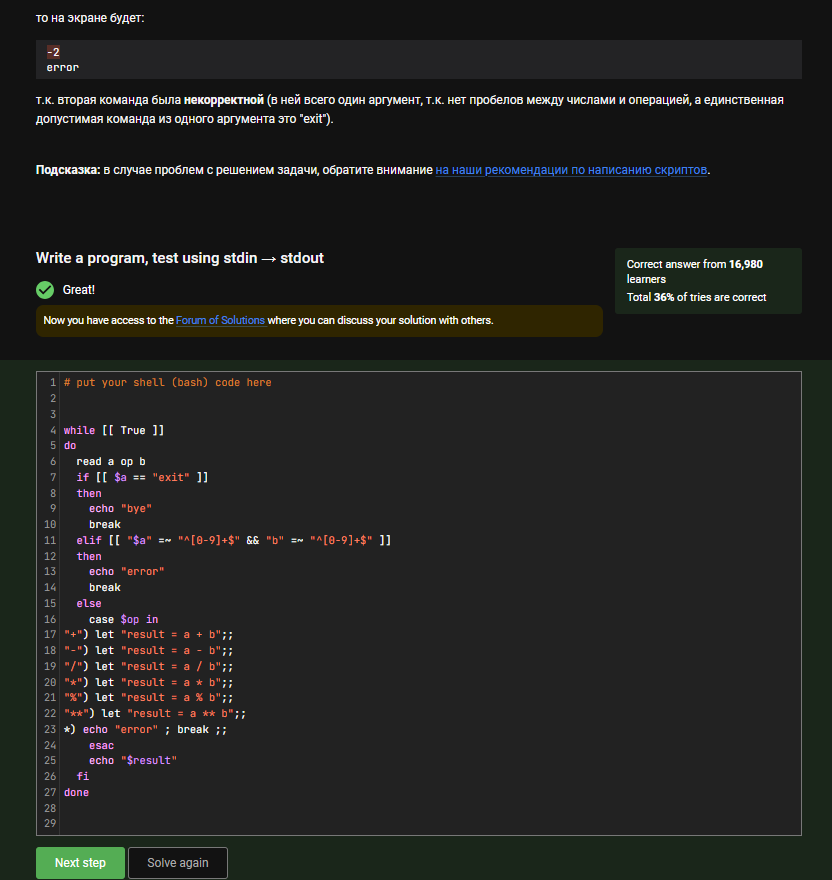 то на экране будет:
-2
error
т.к. вторая команда была некорректной (в ней всего один аргумент, т.к. нет пробелов между числами и операцией, а единственная
допустимая команда из одного аргумента это "exit").
Подсказка: в случае проблем с решением задачи, обратите внимание на наши рекомендации по написанию скриптов.
Write a program, test using stdin → stdout
Correct answer from 16,980
learners
Total 36% of tries are correct
Great!
Now you have access to the Forum of Solutions where you can discuss your solution with others.
1 # put your shell (bash) code here
2
3
4 while [[ True ]]
5 do
6   read a op b
7   if [[ $a == "exit" ]]
8   then
9     echo "bye"
10     break
11   elif [[ "$a" =~ "^[0-9]+$" && "b" =~ "^[0-9]+$" ]]
12   then
13     echo "error"
14     break
15   else
16     case $op in
17 "+") let "result = a + b";;
18 "-") let "result = a - b";;
19 "/") let "result = a / b";;
20 "*") let "result = a * b";;
21 "%") let "result = a % b";;
22 "**") let "result = a ** b";;
23 *) echo "error" ; break ;;
24     esac
25     echo "$result"
26   fi
27 done
28
29
Next step
Solve again